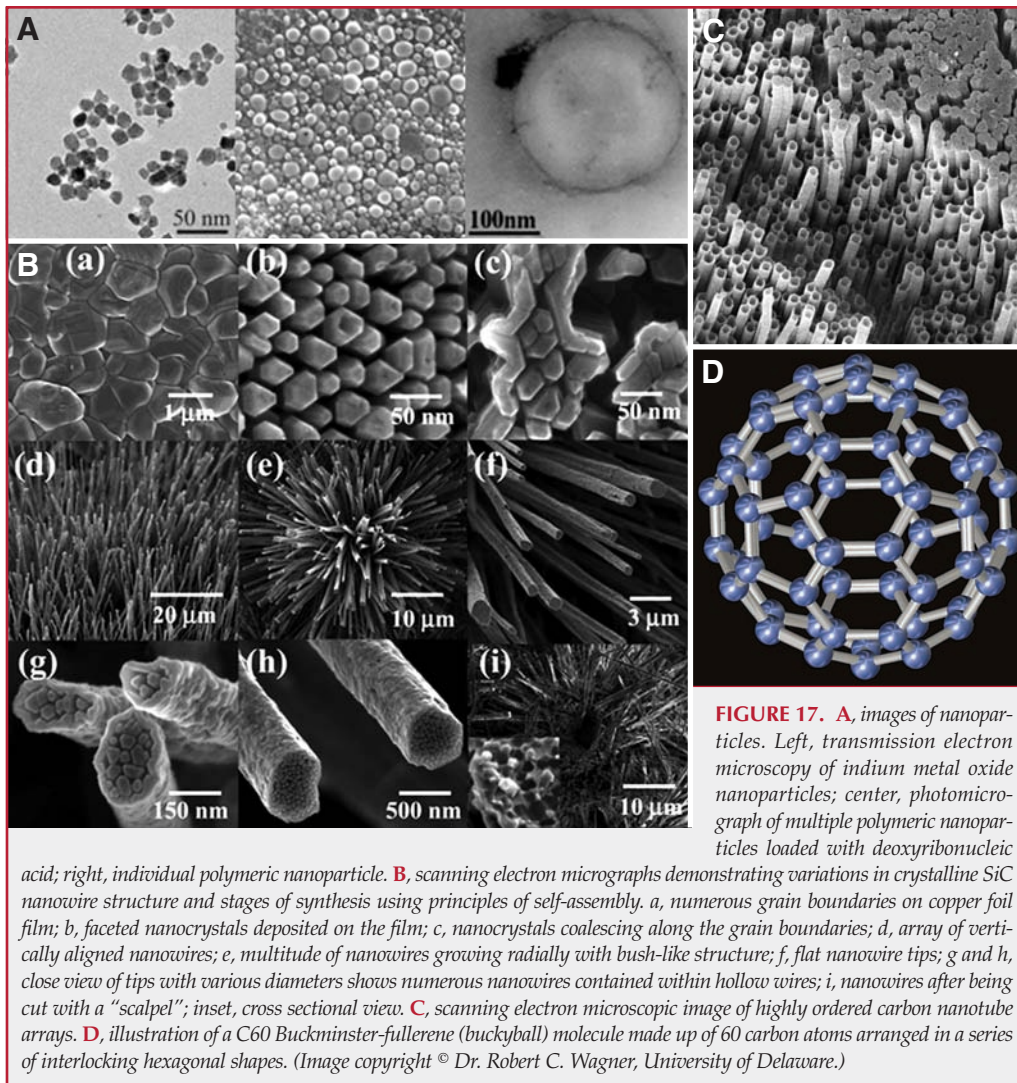 A
50 nm
100nm
B
(a)
1 μm
(b)
50 nm
(c)
50 nm
(d)
20 μm
(e)
10 μm
(f)
3 μm
(g)
150 nm
(h)
500 nm
(i)
10 μm
C
D
FIGURE 17. A, images of nanopar-
ticles. Left, transmission electron
microscopy of indium metal oxide
nanoparticles; center, photomicro-
graph of multiple polymeric nanopar-
ticles loaded with deoxyribonucleic
acid; right, individual polymeric nanoparticle. B, scanning electron micrographs demonstrating variations in crystalline SiC
nanowire structure and stages of synthesis using principles of self-assembly. a, numerous grain boundaries on copper foil
film; b, faceted nanocrystals deposited on the film; c, nanocrystals coalescing along the grain boundaries; d, array of verti-
cally aligned nanowires; e, multitude of nanowires growing radially with bush-like structure; f, flat nanowire tips; g and h,
close view of tips with various diameters shows numerous nanowires contained within hollow wires; i, nanowires after being
cut with a “scalpel”; inset, cross sectional view. C, scanning electron microscopic image of highly ordered carbon nanotube
arrays. D, illustration of a C60 Buckminster-fullerene (buckyball) molecule made up of 60 carbon atoms arranged in a series
of interlocking hexagonal shapes. (Image copyright © Dr. Robert C. Wagner, University of Delaware.)